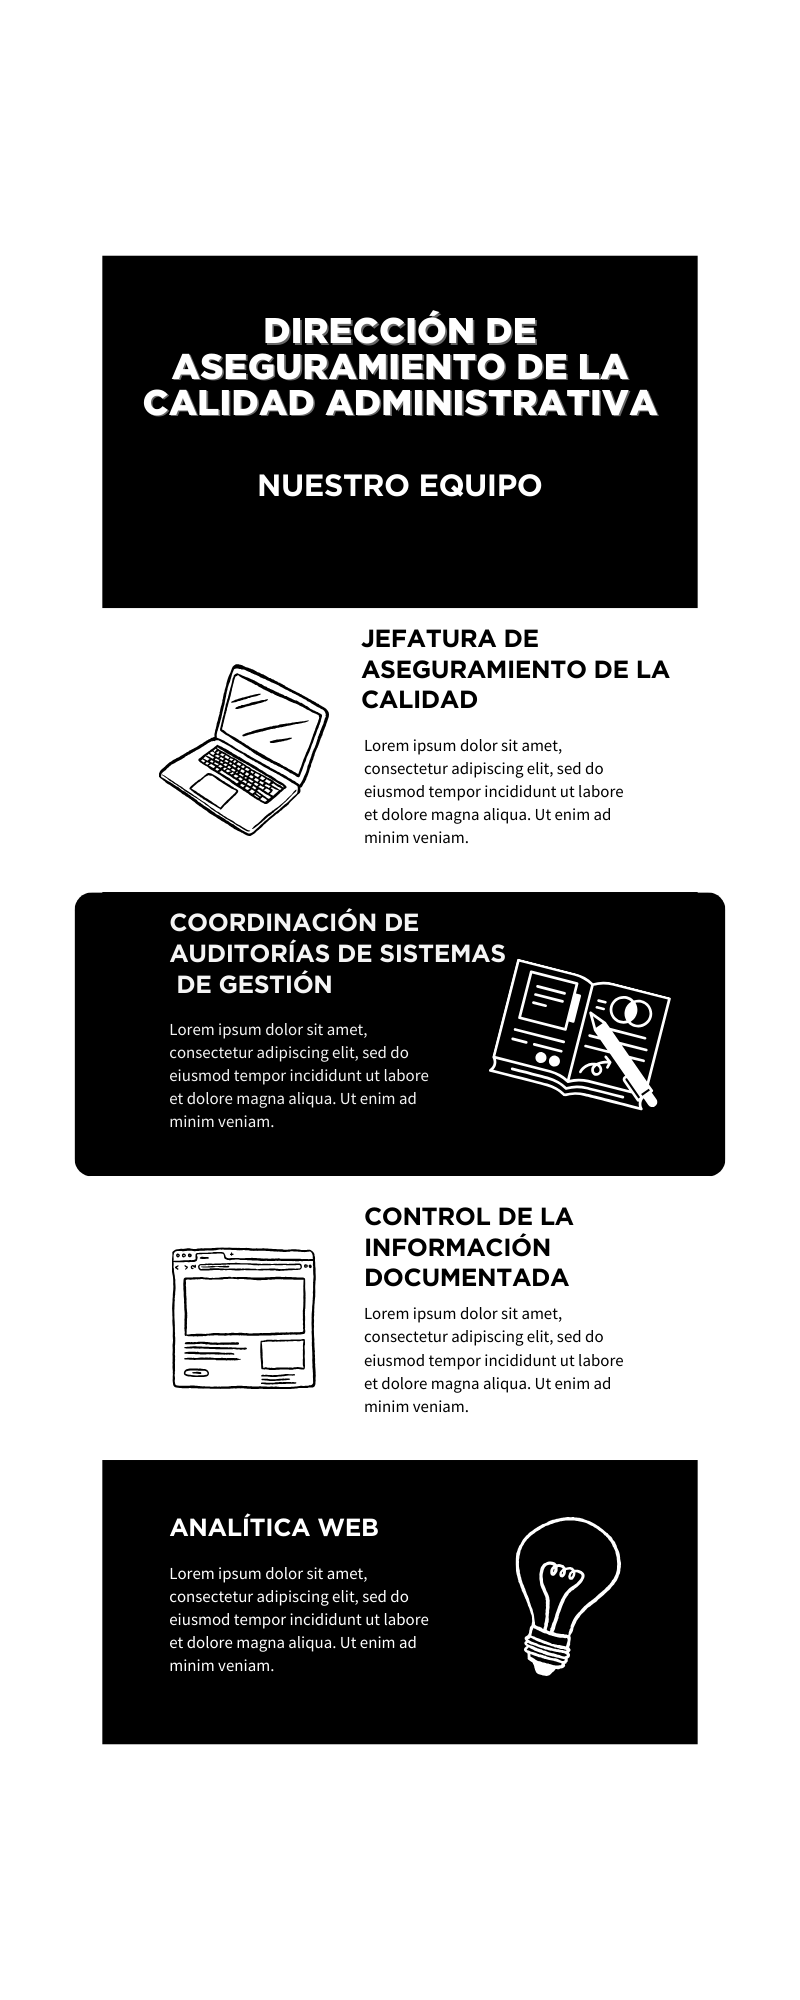 DIRECCIÓN DE
ASEGURAMIENTO DE LA
CALIDAD ADMINISTRATIVA
NUESTRO EQUIPO
JEFATURA DE
ASEGURAMIENTO DE LA
CALIDAD
Lorem ipsum dolor sit amet,
consectetur adipiscing elit, sed do
eiusmod tempor incididunt ut labore
et dolore magna aliqua. Ut enim ad
minim veniam.
COORDINACIÓN DE
AUDITORÍAS DE SISTEMAS
DE GESTIÓN
Lorem ipsum dolor sit amet,
consectetur adipiscing elit, sed do
eiusmod tempor incididunt ut labore
et dolore magna aliqua. Ut enim ad
minim veniam.
CONTROL DE LA
INFORMACIÓN
DOCUMENTADA
Lorem ipsum dolor sit amet,
consectetur adipiscing elit, sed do
eiusmod tempor incididunt ut labore
et dolore magna aliqua. Ut enim ad
minim veniam.
ANALÍTICA WEB
Lorem ipsum dolor sit amet,
consectetur adipiscing elit, sed do
eiusmod tempor incididunt ut labore
et dolore magna aliqua. Ut enim ad
minim veniam.